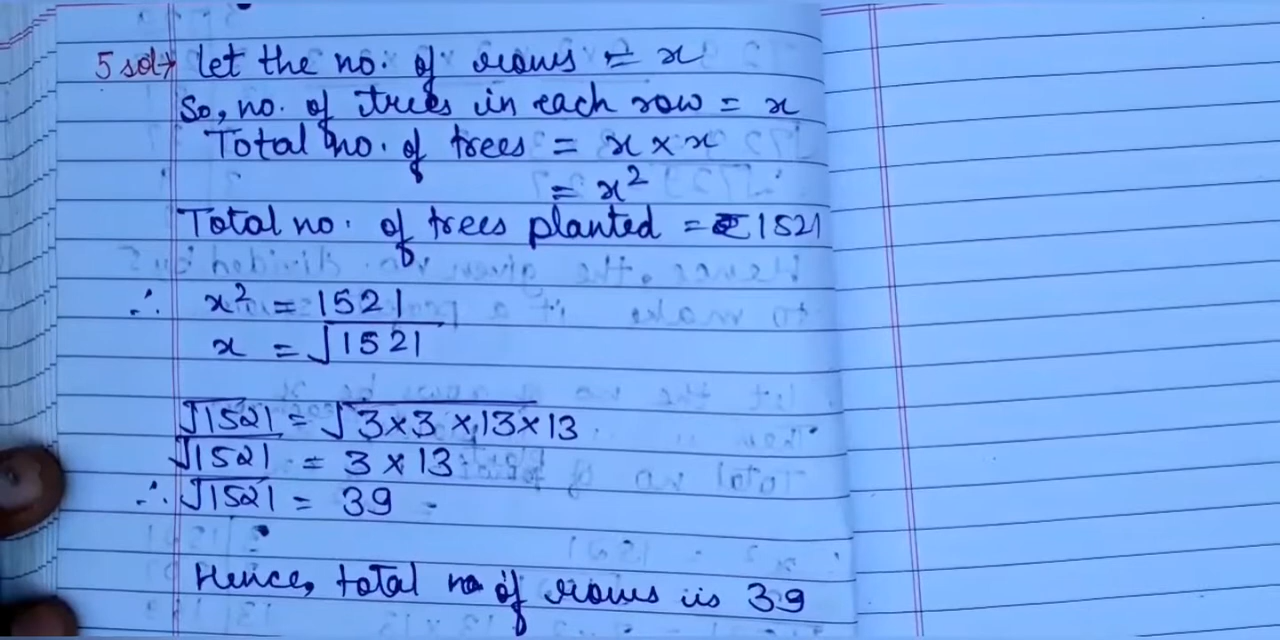 5 sol→ let the no. of rows = x
So, no. of trees in each row = x
Total no. of trees = x × x
= x²
Total no. of trees planted = 1521
∴ x² = 1521
x = √1521
√1521 = √3×3×13×13
√1521 = 3×13
∴ √1521 = 39
Hence, total no of rows is 39